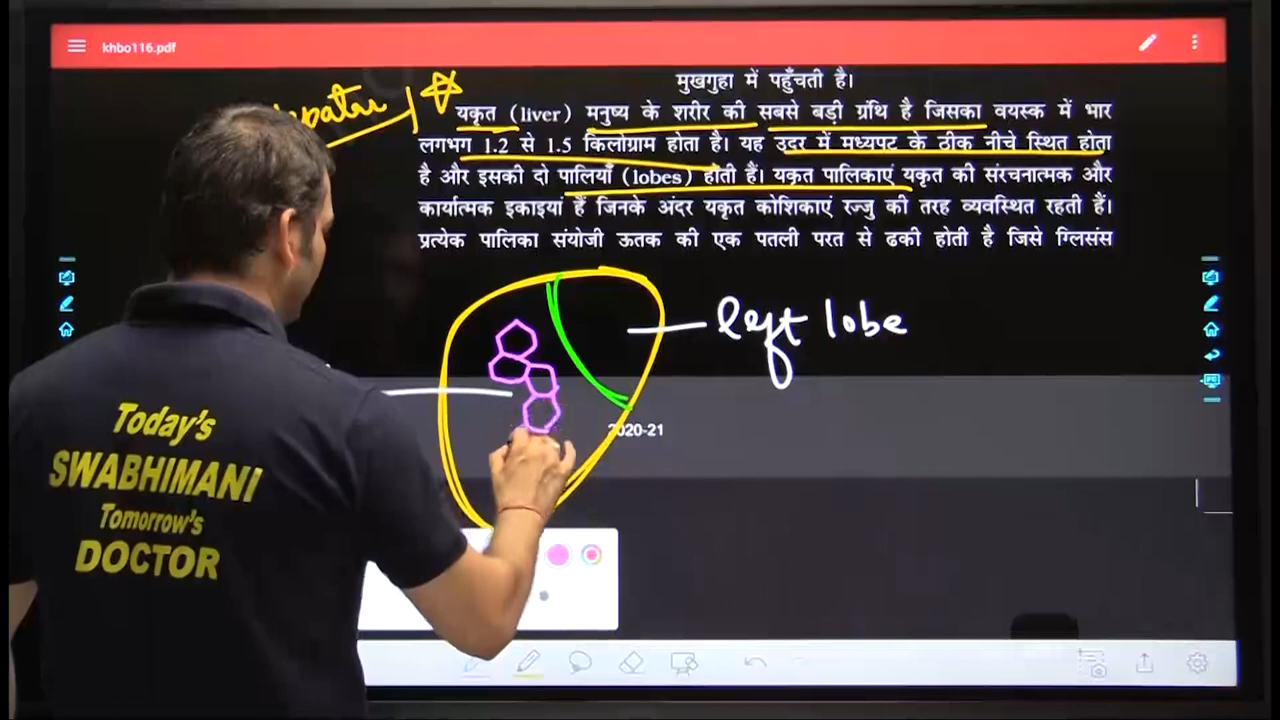 khbo116.pdf
मुखगुहा में पहुँचती है।
यकृत (liver) मनुष्य के शरीर की सबसे बड़ी ग्रंथि है जिसका वयस्क में भार
लगभग 1.2 से 1.5 किलोग्राम होता है। यह उदर में मध्यपट के ठीक नीचे स्थित होता
है और इसकी दो पालियाँ (lobes) होती हैं। यकृत पालिकाएं यकृत की संरचनात्मक और
कार्यात्मक इकाइयां हैं जिनके अंदर यकृत कोशिकाएं रज्जु की तरह व्यवस्थित रहती हैं।
प्रत्येक पालिका संयोजी ऊतक की एक पतली परत से ढकी होती है जिसे ग्लिसंस
left lobe
2020-21
Today's
SWABHIMANI
Tomorrow's
DOCTOR